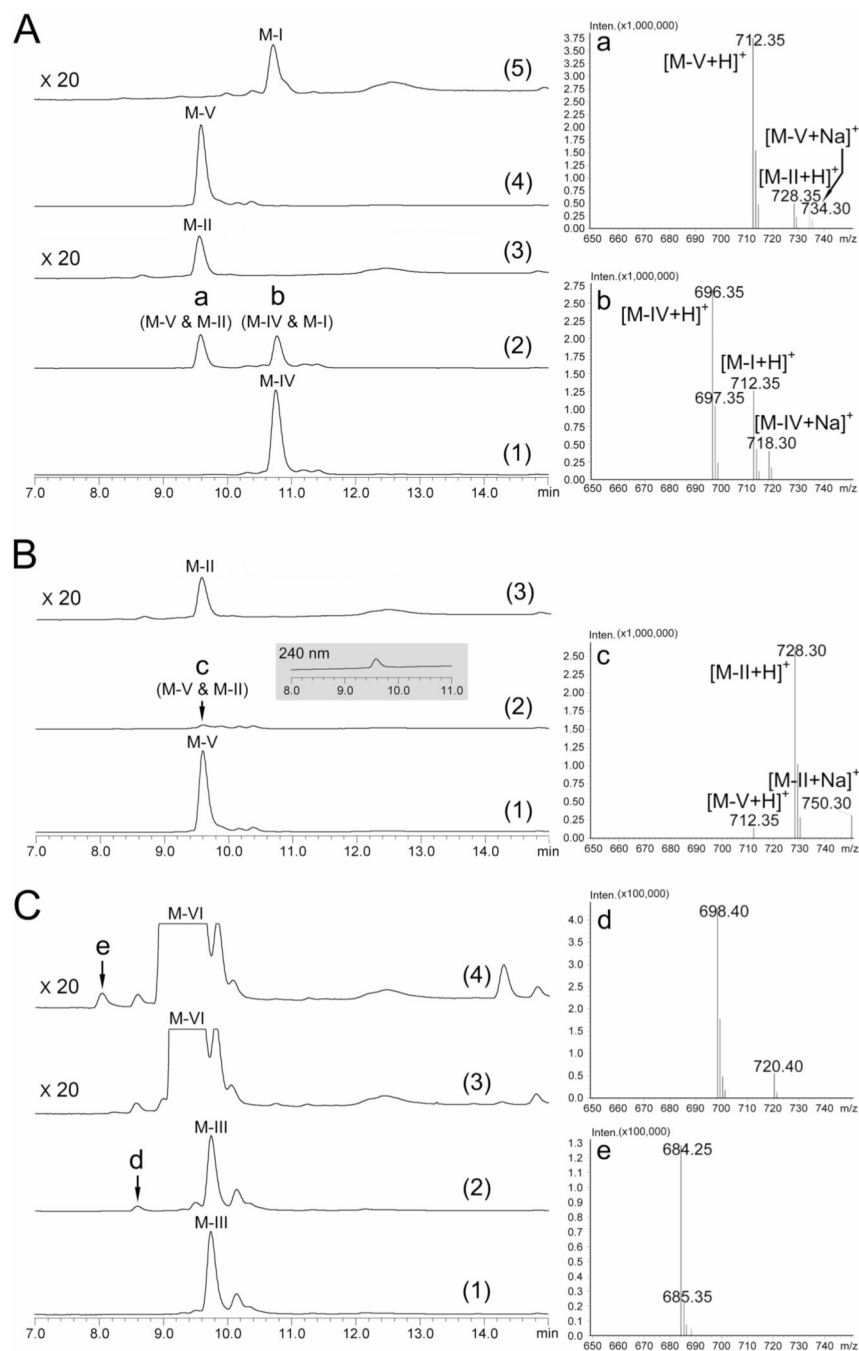 A
M-I
X 20
(5)
M-V
(4)
M-II
X 20
(3)
a
b
(M-V & M-II)
(M-IV & M-I)
(2)
M-IV
(1)
7.0 8.0 9.0 10.0 11.0 12.0 13.0 14.0 min
Inten. (x1,000,000)
a
712.35
[M-V+H]+
[M-V+Na]+
[M-II+H]+
728.35
734.30
3.75
3.50
3.25
3.00
2.75
2.50
2.25
2.00
1.75
1.50
1.25
1.00
0.75
0.50
0.25
0.00
650 660 670 680 690 700 710 720 730 740 m/z
Inten. (x1,000,000)
b
696.35
[M-IV+H]+
[M-I+H]+
712.35
697.35
[M-IV+Na]+
718.30
2.75
2.50
2.25
2.00
1.75
1.50
1.25
1.00
0.75
0.50
0.25
0.00
650 660 670 680 690 700 710 720 730 740 m/z
B
M-II
X 20
(3)
240 nm
8.0 9.0 10.0 11.0
c
(M-V & M-II)
(2)
M-V
(1)
7.0 8.0 9.0 10.0 11.0 12.0 13.0 14.0 min
Inten. (x1,000,000)
c
728.30
[M-II+H]+
[M-II+Na]+
[M-V+H]+
750.30
712.35
2.50
2.25
2.00
1.75
1.50
1.25
1.00
0.75
0.50
0.25
0.00
650 660 670 680 690 700 710 720 730 740 m/z
C
M-VI
e
X 20
(4)
M-VI
X 20
(3)
M-III
d
(2)
M-III
(1)
7.0 8.0 9.0 10.0 11.0 12.0 13.0 14.0 min
Inten. (x100,000)
d
698.40
720.40
4.0
3.5
3.0
2.5
2.0
1.5
1.0
0.5
0.0
650 660 670 680 690 700 710 720 730 740 m/z
Inten. (x100,000)
e
684.25
685.35
1.3
1.2
1.1
1.0
0.9
0.8
0.7
0.6
0.5
0.4
0.3
0.2
0.1
0.0
650 660 670 680 690 700 710 720 730 740 m/z